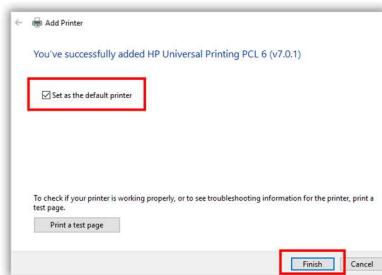 Add Printer
You've successfully added HP Universal Printing PCL 6 (v7.0.1)
Set as the default printer
To check if your printer is working properly, or to see troubleshooting information for the printer, print a
test page.
Print a test page
Finish
Cancel